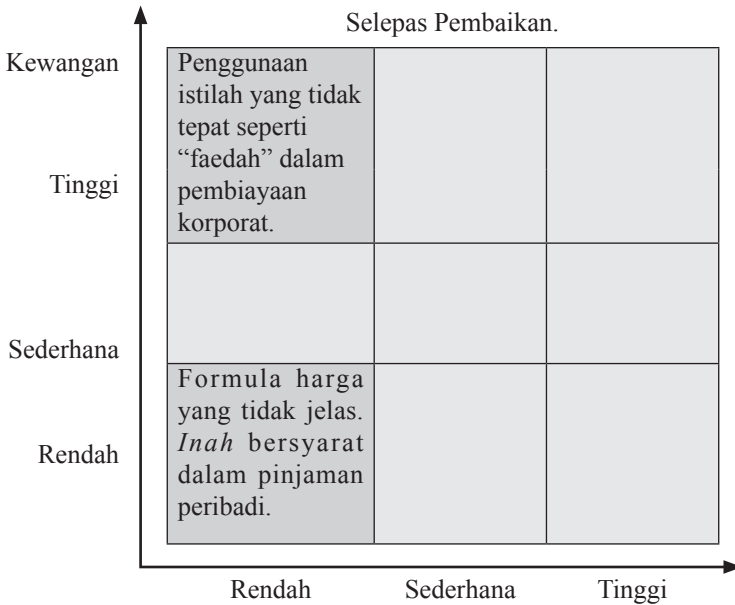 Selepas Pembaikan.
Kewangan
Penggunaan
istilah yang tidak
tepat seperti
“faedah” dalam
pembiayaan
korporat.
Tinggi
Sederhana
Formula harga
yang tidak jelas.
Inah bersyarat
dalam pinjaman
peribadi.
Rendah
Rendah Sederhana Tinggi